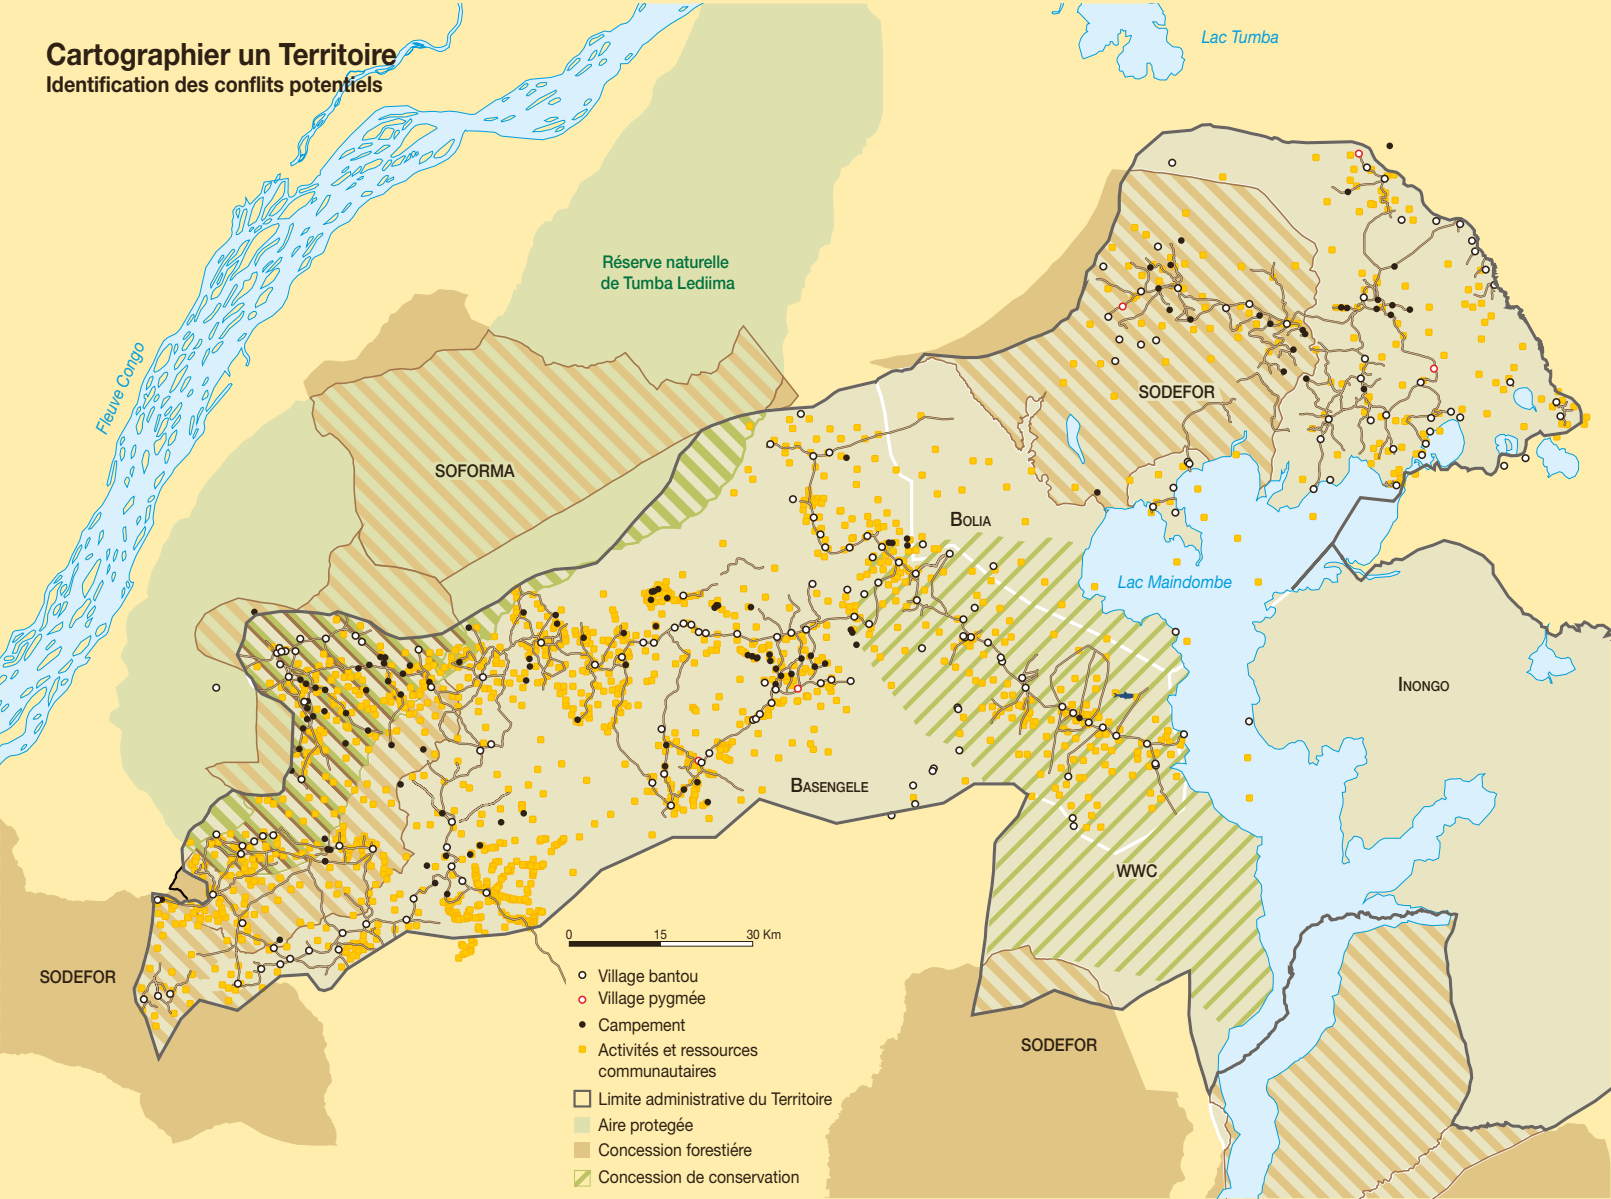 Cartographier un Territoire
Identification des conflits potentiels
Lac Tumba
Réserve naturelle
de Tumba Lediima
Fleuve Congo
SODEFOR
SOFORMA
BOLIA
Lac Maindombe
INONGO
BASENGELE
WWC
SODEFOR
SODEFOR
0 15 30 Km
Village bantou
Village pygmée
Campement
Activités et ressources
communautaires
Limite administrative du Territoire
Aire protegée
Concession forestiére
Concession de conservation